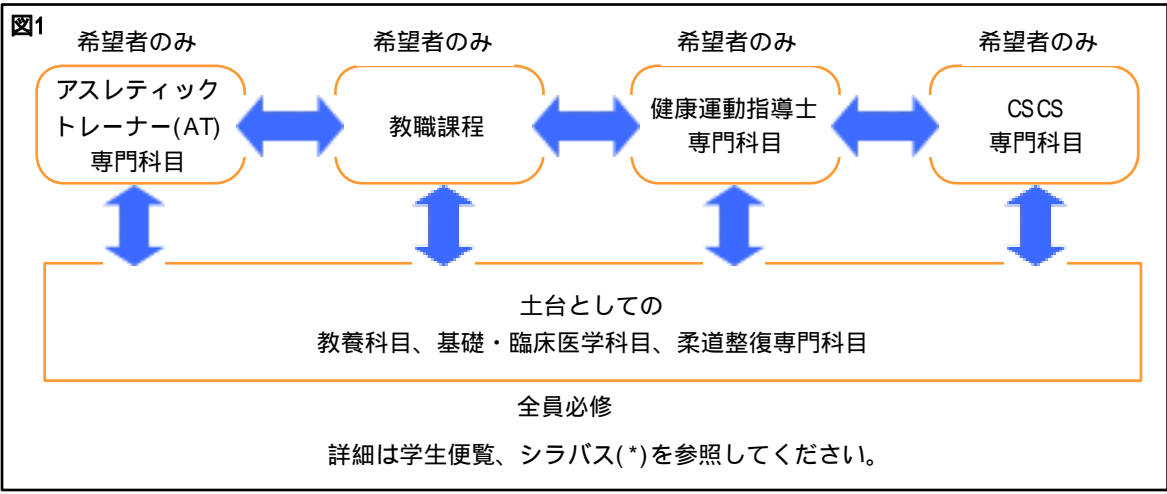 図1
希望者のみ
希望者のみ
希望者のみ
希望者のみ
アスレティック
トレーナー(AT)
専門科目
教職課程
健康運動指導士
専門科目
CSCS
専門科目
土台としての
教養科目、基礎・臨床医学科目、柔道整復専門科目
全員必修
詳細は学生便覧、シラバス(*)を参照してください。